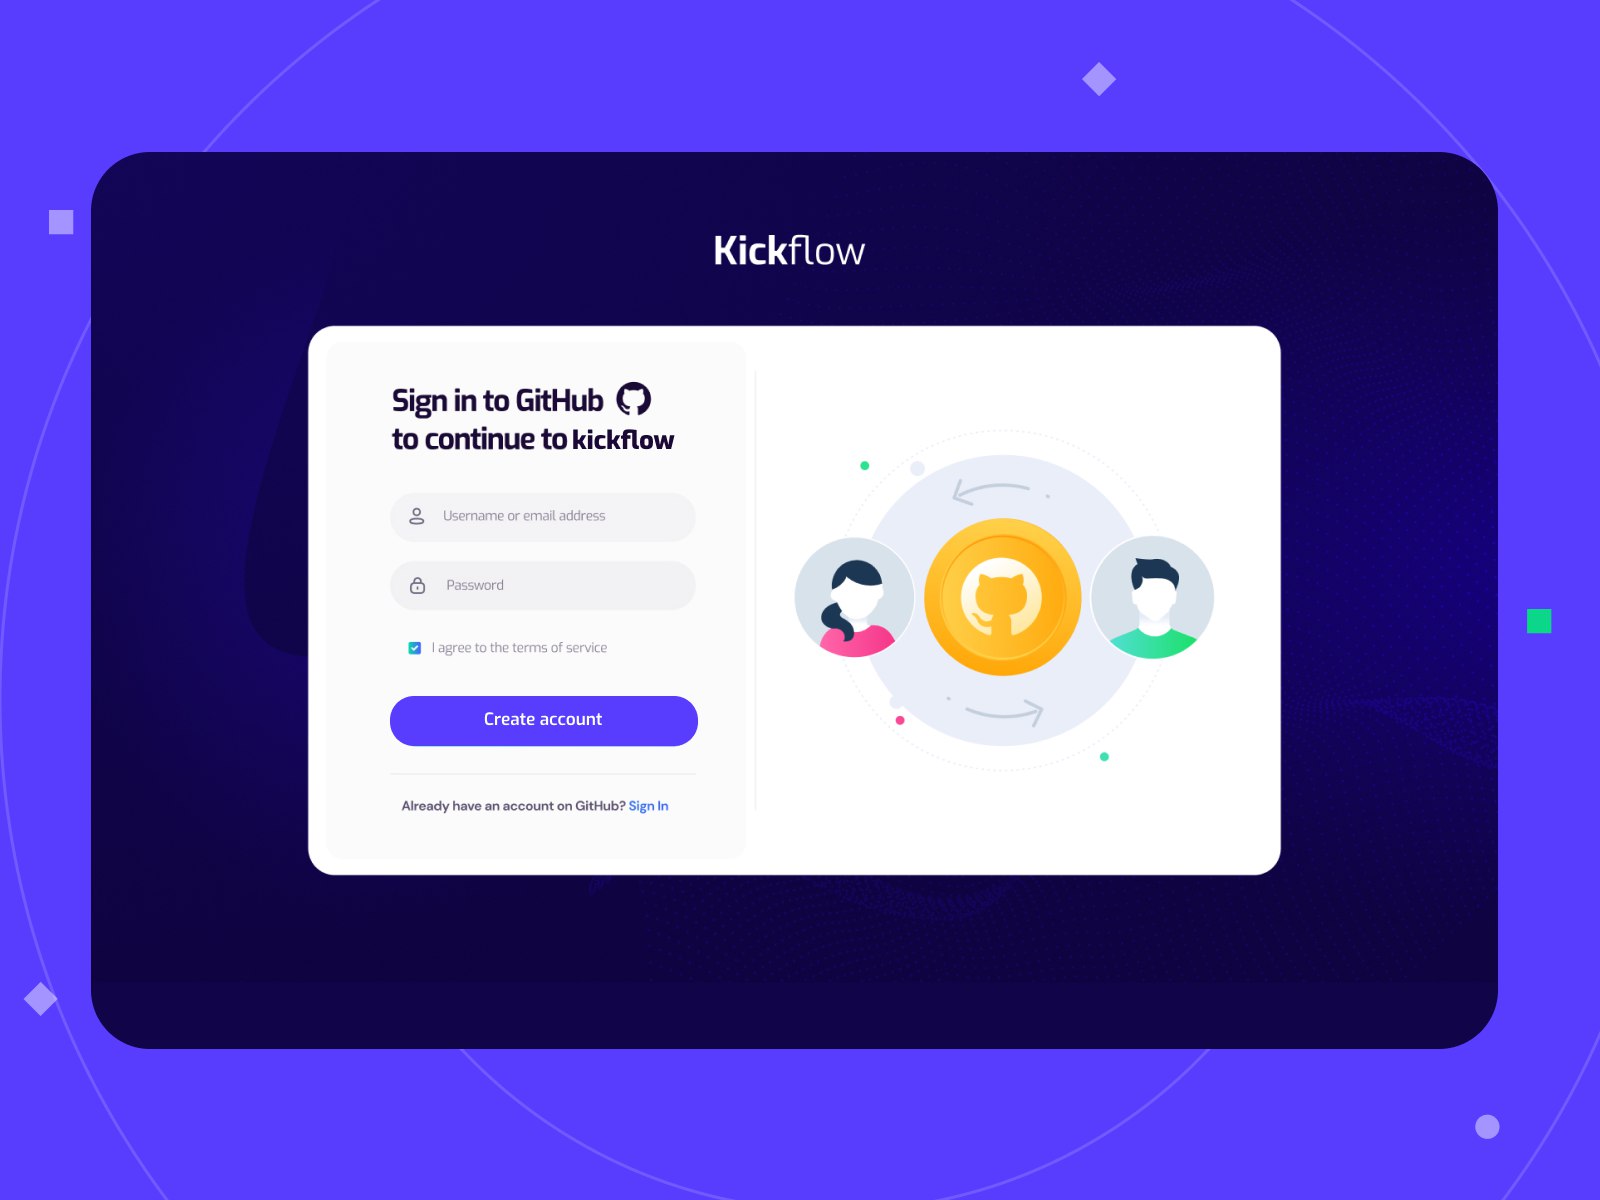 Kickflow
Sign in to GitHub
to continue to kickflow
Username or email address
Password
I agree to the terms of service
Create account
Already have an account on GitHub? Sign In